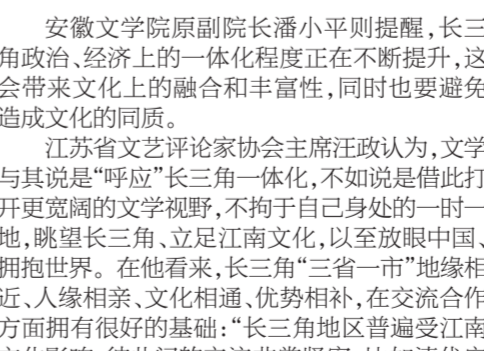 安徽文学院原副院长潘小平则提醒，长三
角政治、经济上的一体化程度正在不断提升，这
会带来文化上的融合和丰富性，同时也要避免
造成文化的同质。
江苏省文艺评论家协会主席汪政认为，文学
与其说是“呼应”长三角一体化，不如说是借此打
开更宽阔的文学视野，不拘于自己身处的一时一
地，眺望长三角、立足江南文化，以至放眼中国、
拥抱世界。在他看来，长三角“三省一市”地缘相
近、人缘相亲、文化相通、优势相补，在交流合作
方面拥有很好的基础：“长三角地区普遍受江南